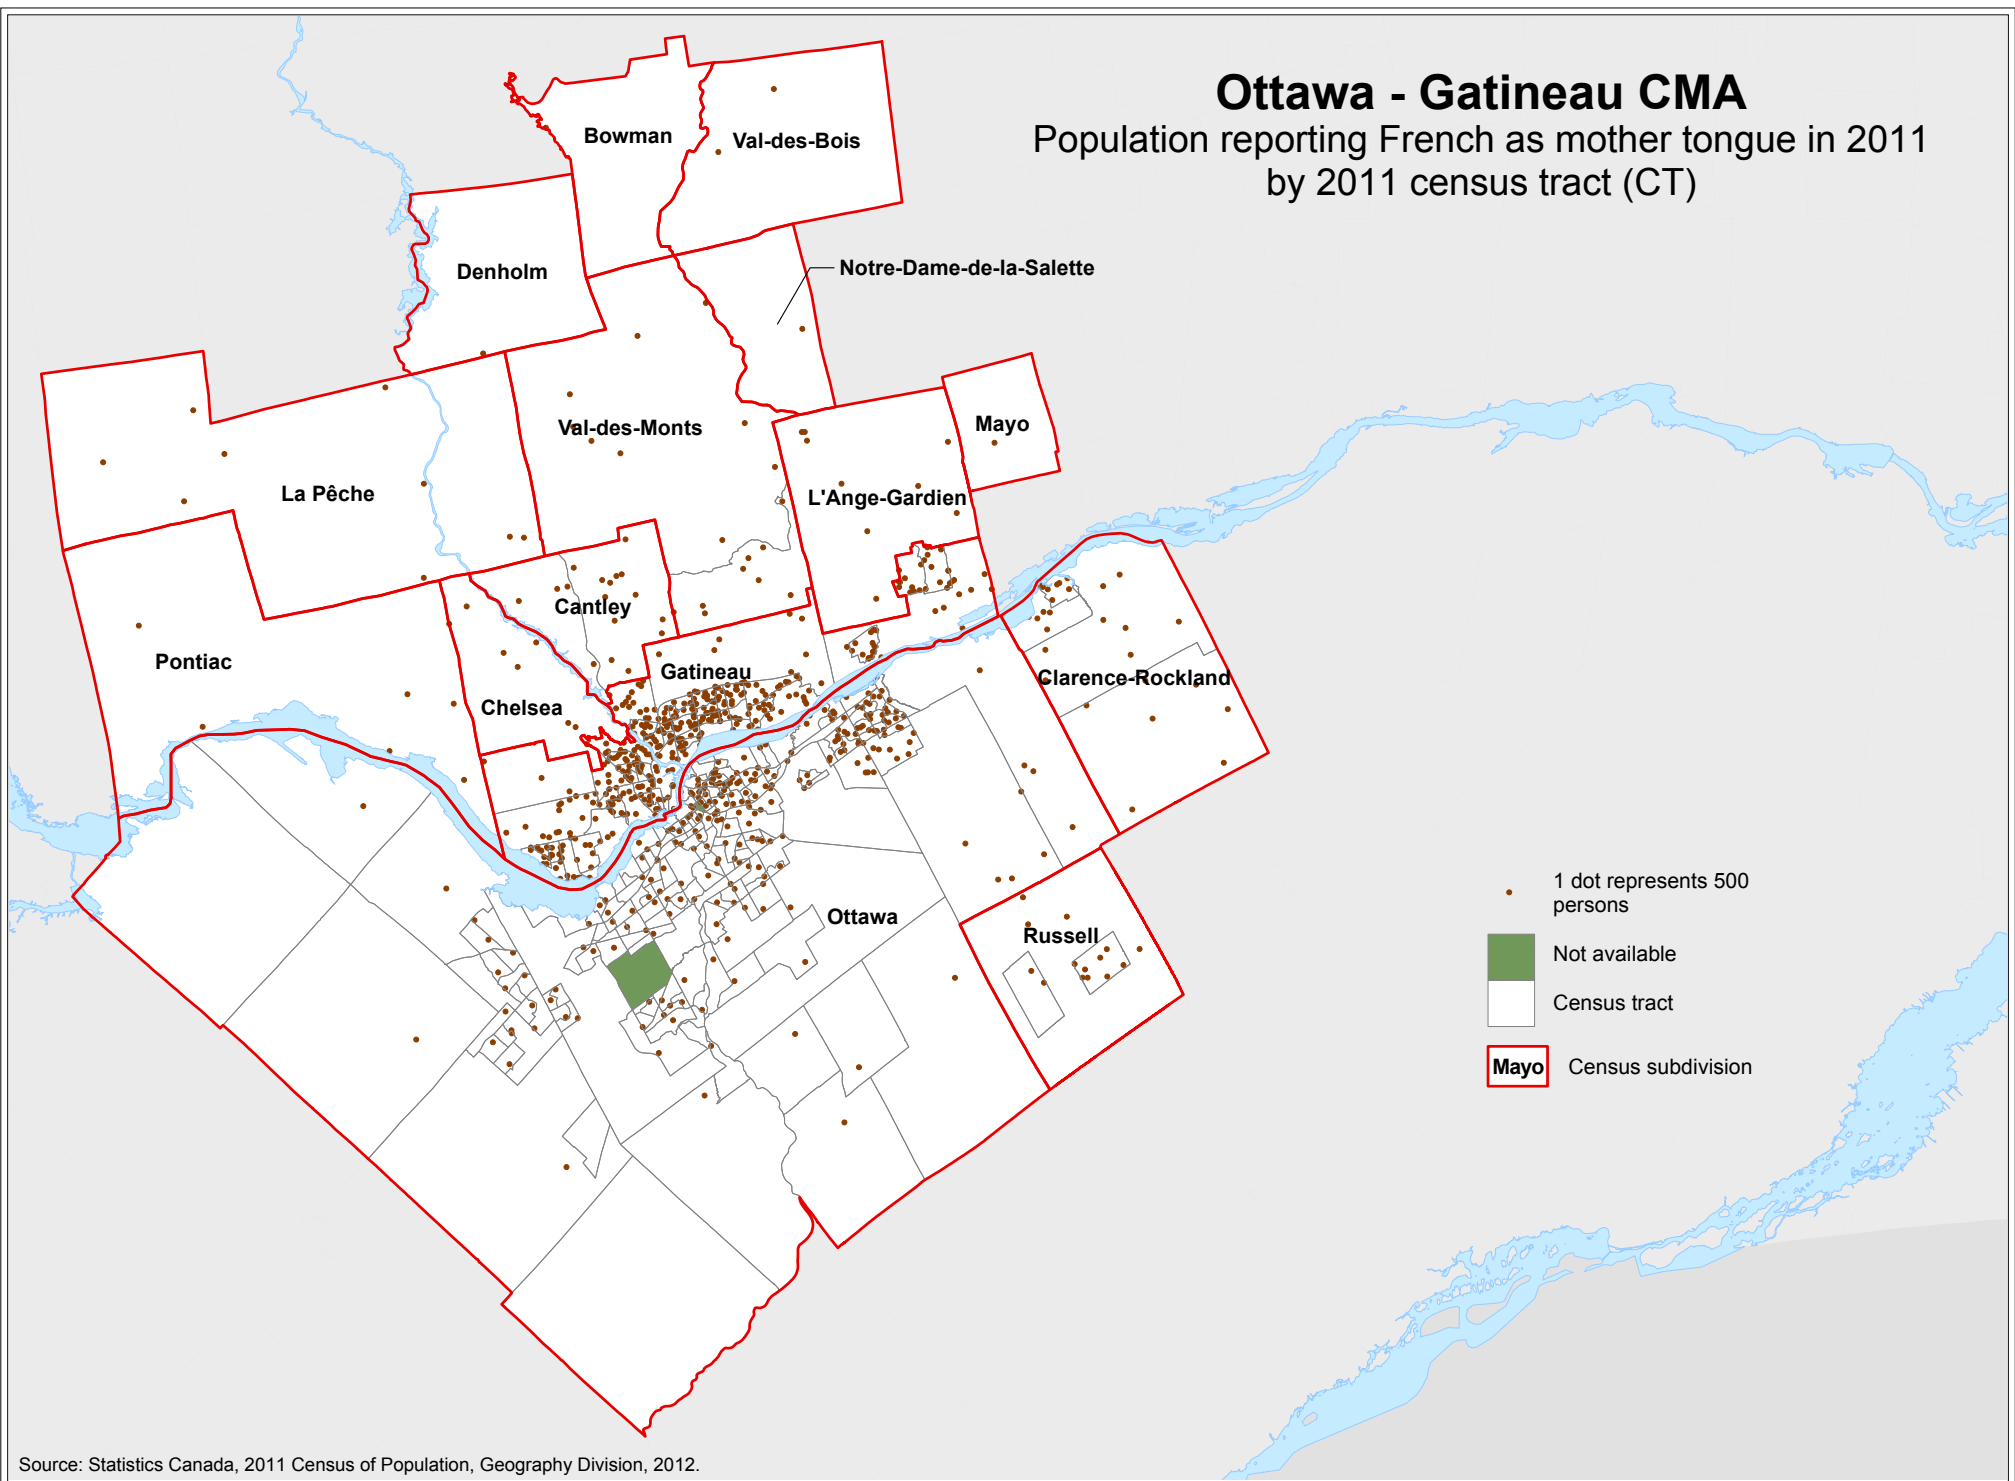 Ottawa - Gatineau CMA
Population reporting French as mother tongue in 2011
by 2011 census tract (CT)
Bowman
Val-des-Bois
Denholm
Notre-Dame-de-la-Salette
Val-des-Monts
Mayo
La Pêche
L'Ange-Gardien
Cantley
Pontiac
Gatineau
Clarence-Rockland
Chelsea
Ottawa
Russell
1 dot represents 500
persons
Not available
Census tract
Mayo Census subdivision
Source: Statistics Canada, 2011 Census of Population, Geography Division, 2012.